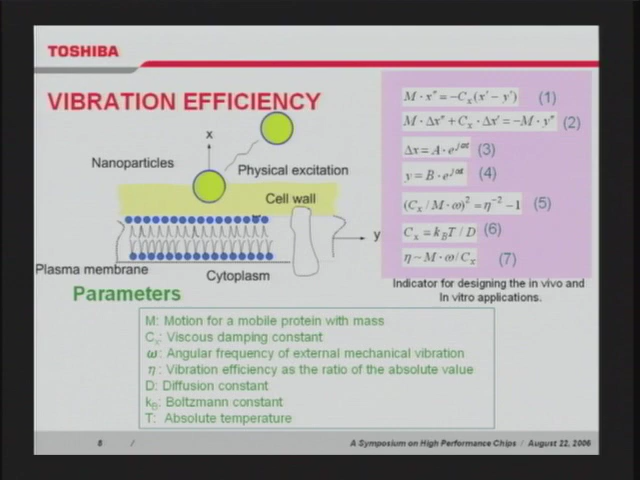 TOSHIBA
VIBRATION EFFICIENCY
x
Nanoparticles
Physical excitation
Cell wall
y
Plasma membrane
Cytoplasm
M · x″ = −Cₓ(x′ − y′) (1)
M · Δx″ + Cₓ · Δx′ = −M · y″ (2)
Δx = A · e^{jωt} (3)
y = B · e^{jωt} (4)
(Cₓ / M · ω)² = η⁻² − 1 (5)
Cₓ = k_B T / D (6)
η ~ M · ω / Cₓ (7)
Indicator for designing the in vivo and
In vitro applications.
Parameters
M: Motion for a mobile protein with mass
Cₓ: Viscous damping constant
ω: Angular frequency of external mechanical vibration
η: Vibration efficiency as the ratio of the absolute value
D: Diffusion constant
k_B: Boltzmann constant
T: Absolute temperature
/
A Symposium on High Performance Chips / August 22, 2006